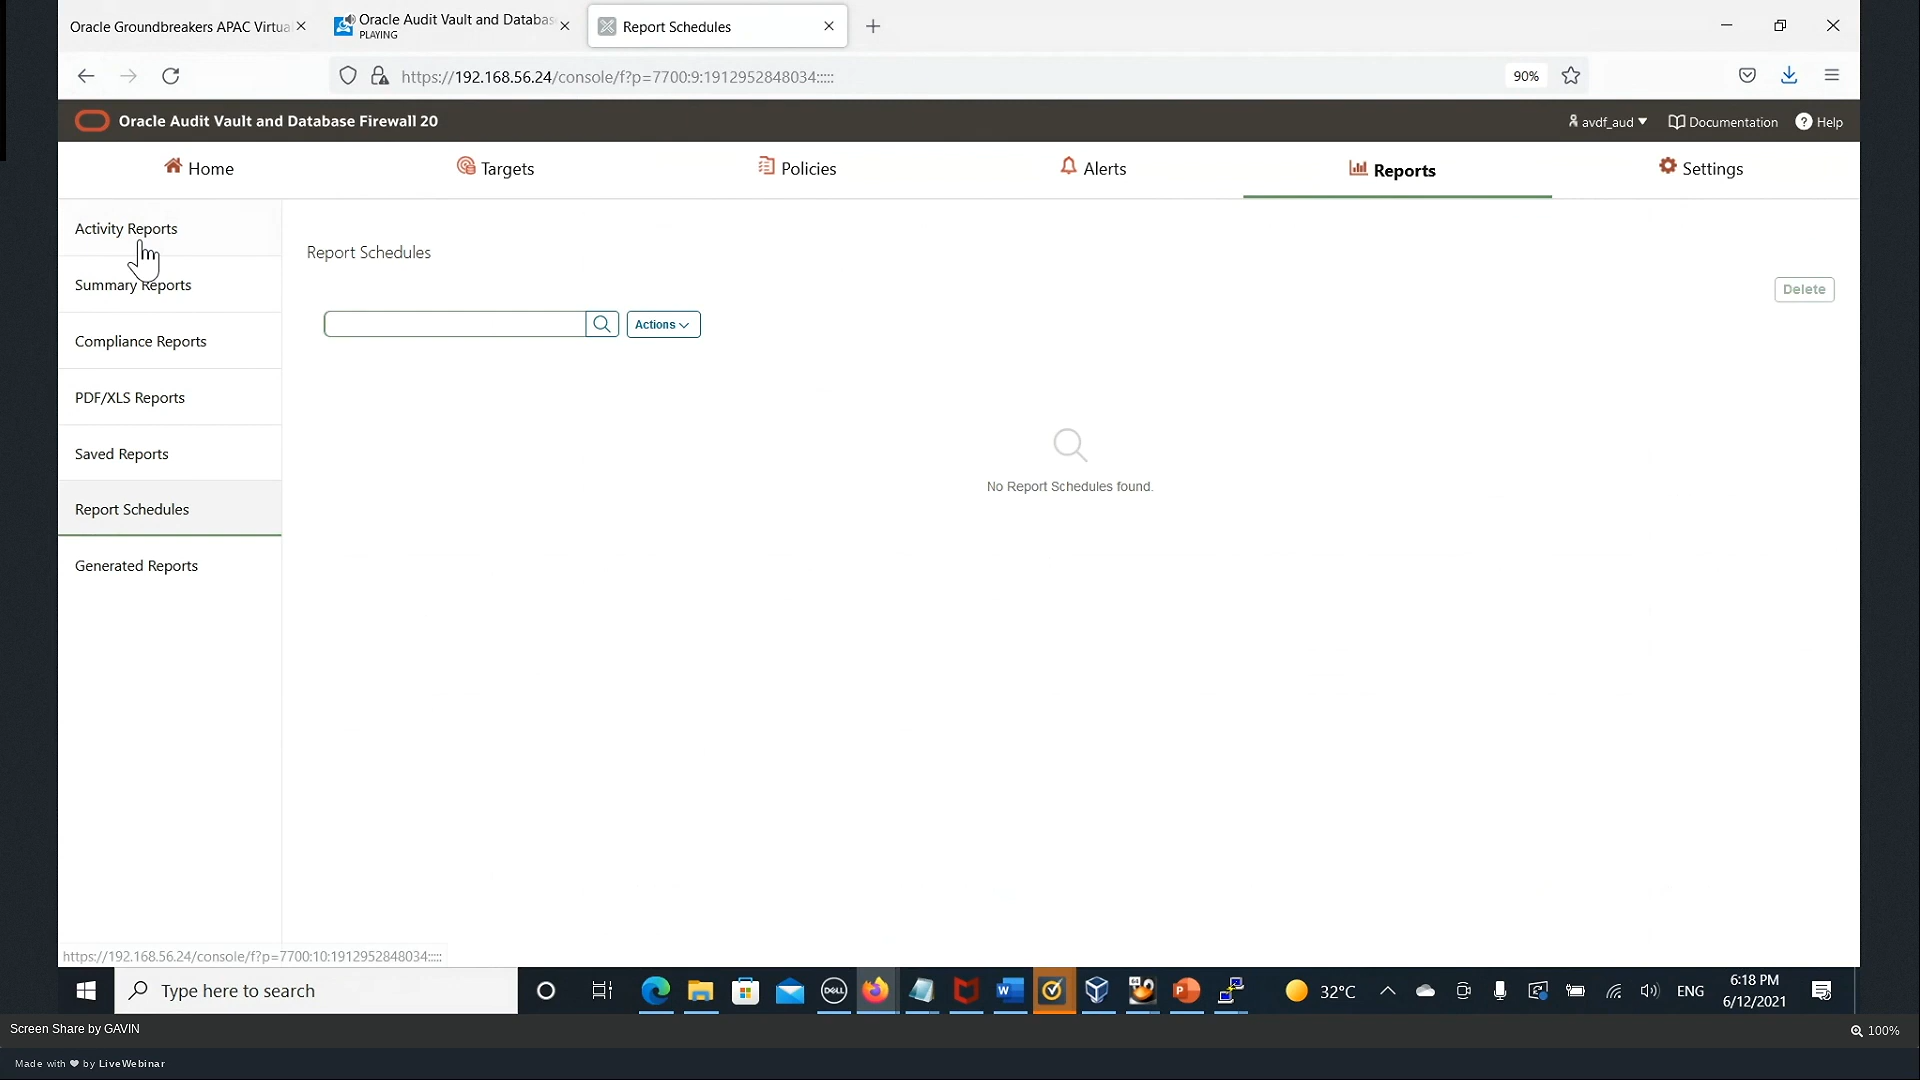 Oracle Groundbreakers APAC Virtua
Oracle Audit Vault and Databas
PLAYING
Report Schedules
https://192.168.56.24/console/f?p=7700:9:1912952848034:::::
90%
Oracle Audit Vault and Database Firewall 20
avdf_aud
Documentation
? Help
Home
Targets
Policies
Alerts
Reports
Settings
Activity Reports
Summary Reports
Compliance Reports
PDF/XLS Reports
Saved Reports
Report Schedules
Generated Reports
Report Schedules
Delete
Actions
No Report Schedules found.
https://192.168.56.24/console/f?p=7700:10:1912952848034:::::
Type here to search
DELL
32°C
ENG
6:18 PM
6/12/2021
Screen Share by GAVIN
100%
Made with ♥ by LiveWebinar